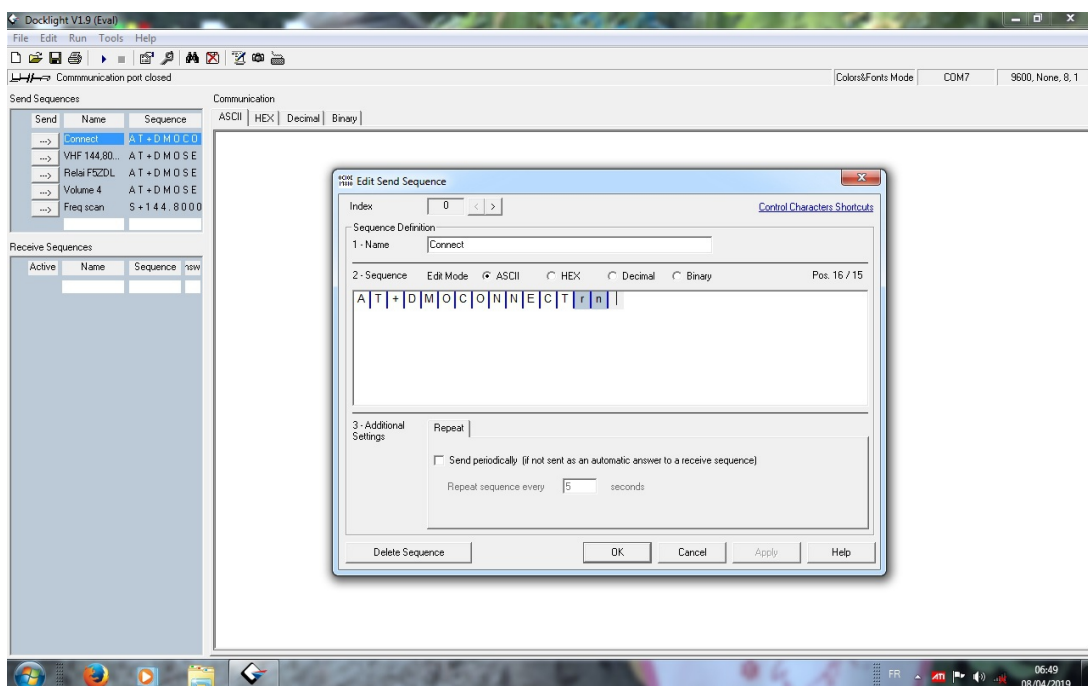 Docklight V1.9 (Eval)
File Edit Run Tools Help
Commmunication port closed
Colors&Fonts Mode COM7 9600, None, 8, 1
Send Sequences
Send Name Sequence
---> Connect AT+DMOCO
---> VHF 144,80... AT+DMOSE
---> Relai F5ZDL AT+DMOSE
---> Volume 4 AT+DMOSE
---> Freq scan S+144.8000
Receive Sequences
Active Name Sequence nsw
Communication
ASCII HEX Decimal Binary
Edit Send Sequence
Index 0 < > Control Characters Shortcuts
Sequence Definition
1 - Name Connect
2 - Sequence Edit Mode ASCII HEX Decimal Binary Pos. 16 / 15
AT+DMOCONNECTrn
3 - Additional Settings
Repeat
Send periodically (if not sent as an automatic answer to a receive sequence)
Repeat sequence every 5 seconds
Delete Sequence OK Cancel Apply Help
FR ATI 06:49
08/04/2019